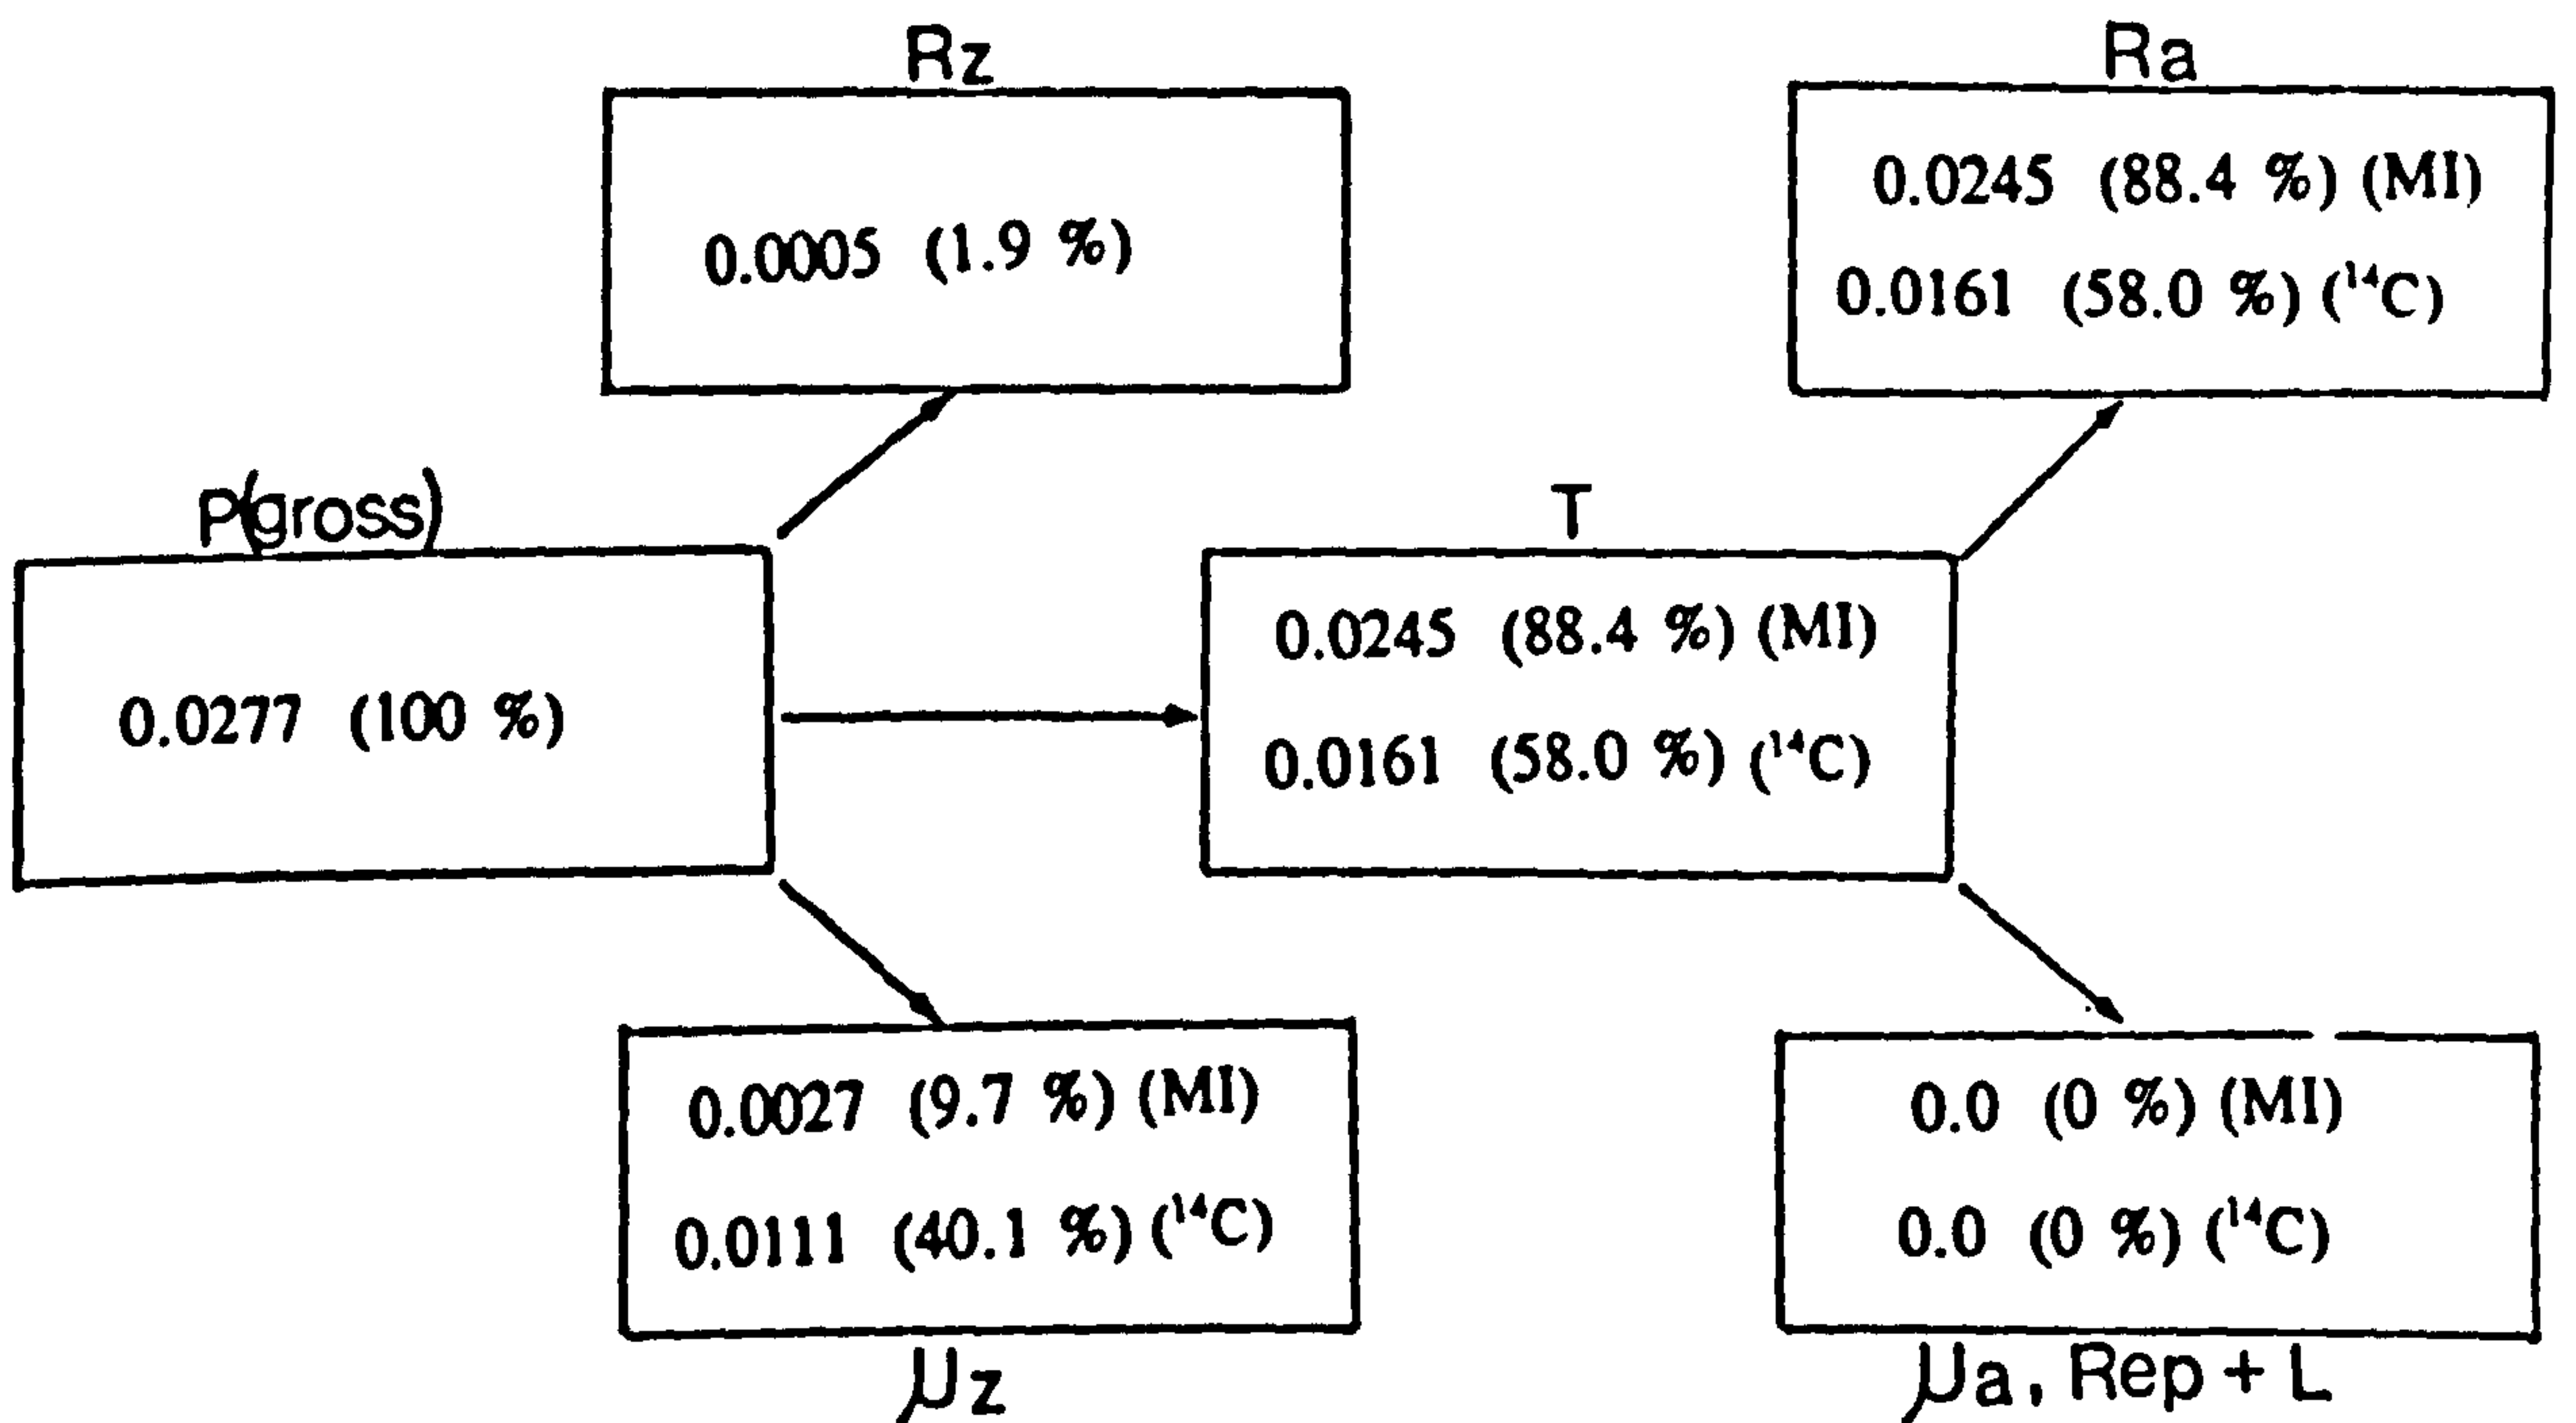 Rz
0.0005 (1.9 %)
Ra
0.0245 (88.4 %) (MI)
0.0161 (58.0 %) (¹⁴C)
P(gross)
0.0277 (100 %)
T
0.0245 (88.4 %) (MI)
0.0161 (58.0 %) (¹⁴C)
0.0027 (9.7 %) (MI)
0.0111 (40.1 %) (¹⁴C)
µz
0.0 (0 %) (MI)
0.0 (0 %) (¹⁴C)
µa, Rep + L